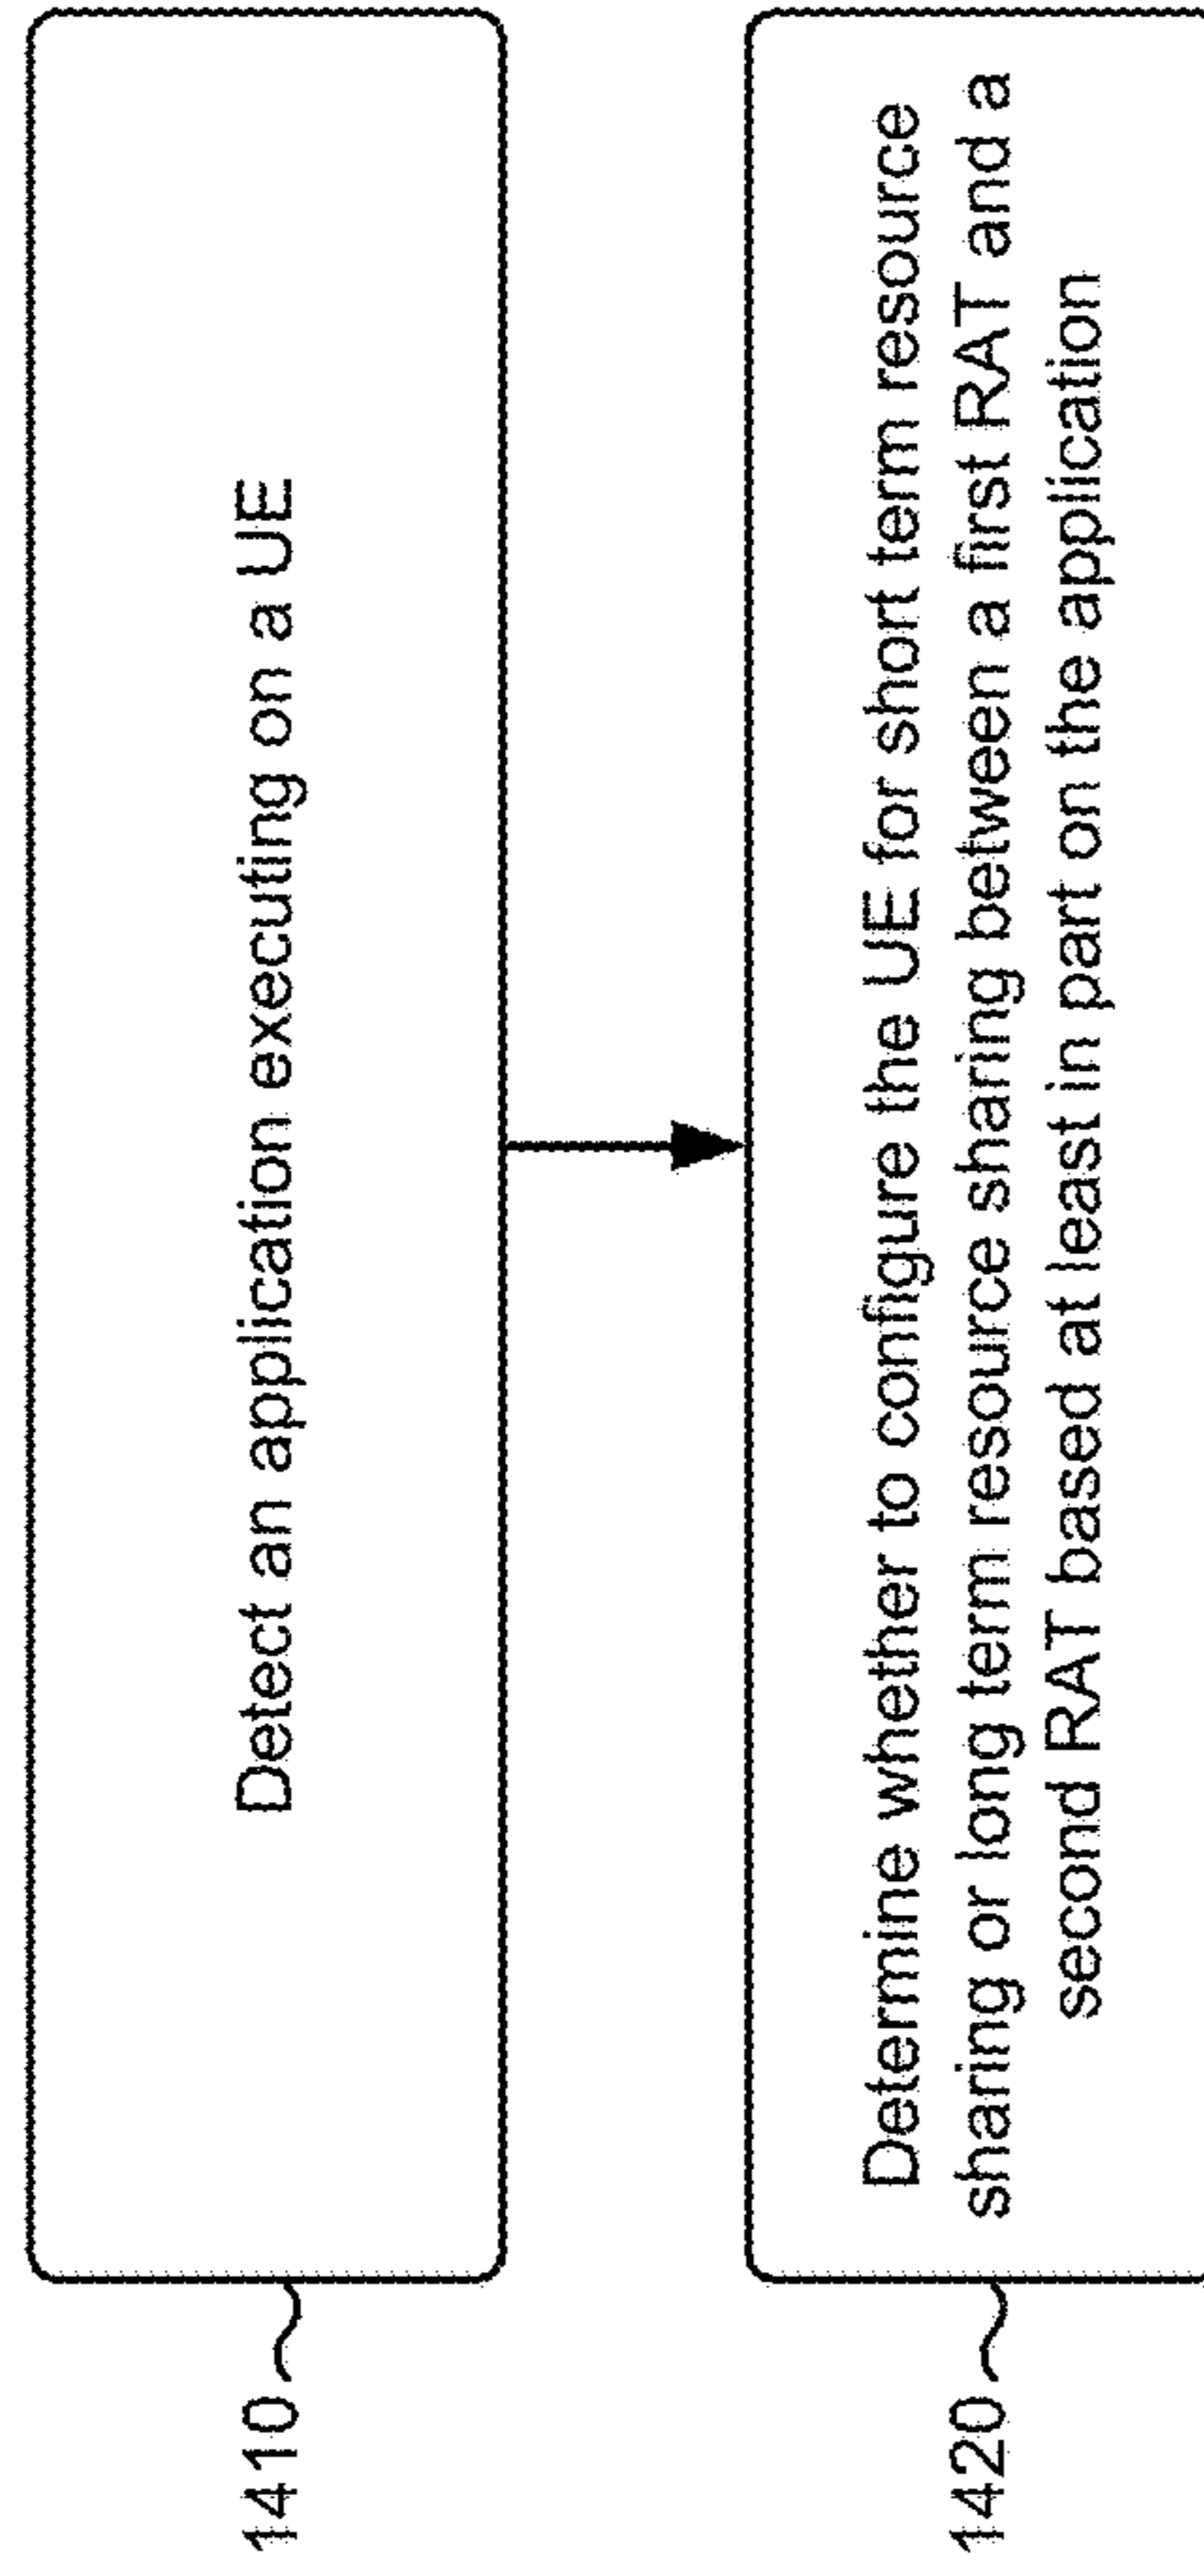 1410
Detect an application executing on a UE
1420
Determine whether to configure the UE for short term resource
sharing or long term resource sharing between a first RAT and a
second RAT based at least in part on the application